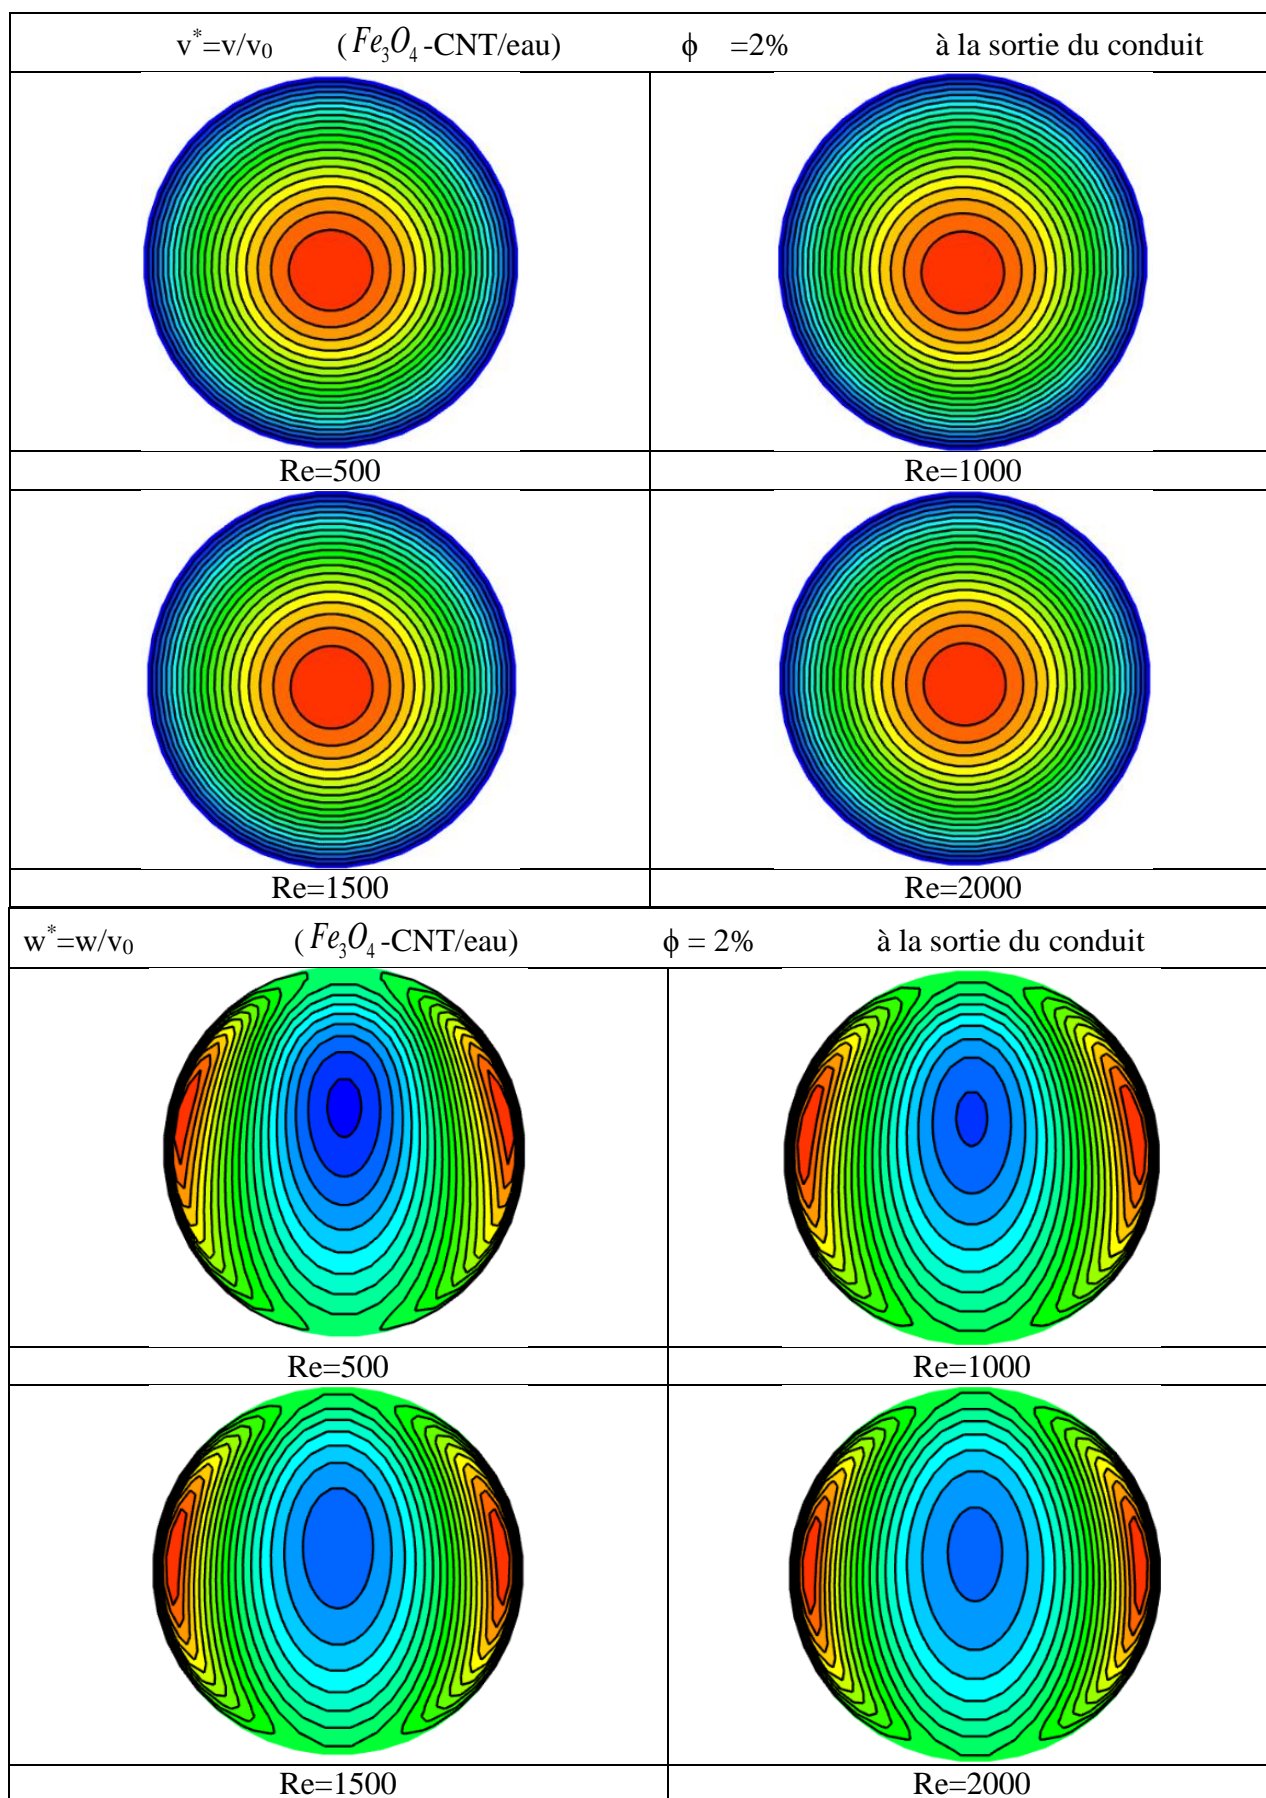 v*=v/v₀ (Fe₃O₄-CNT/eau) ϕ =2% à la sortie du conduit
Re=500 Re=1000
Re=1500 Re=2000
w*=w/v₀ (Fe₃O₄-CNT/eau) ϕ = 2% à la sortie du conduit
Re=500 Re=1000
Re=1500 Re=2000